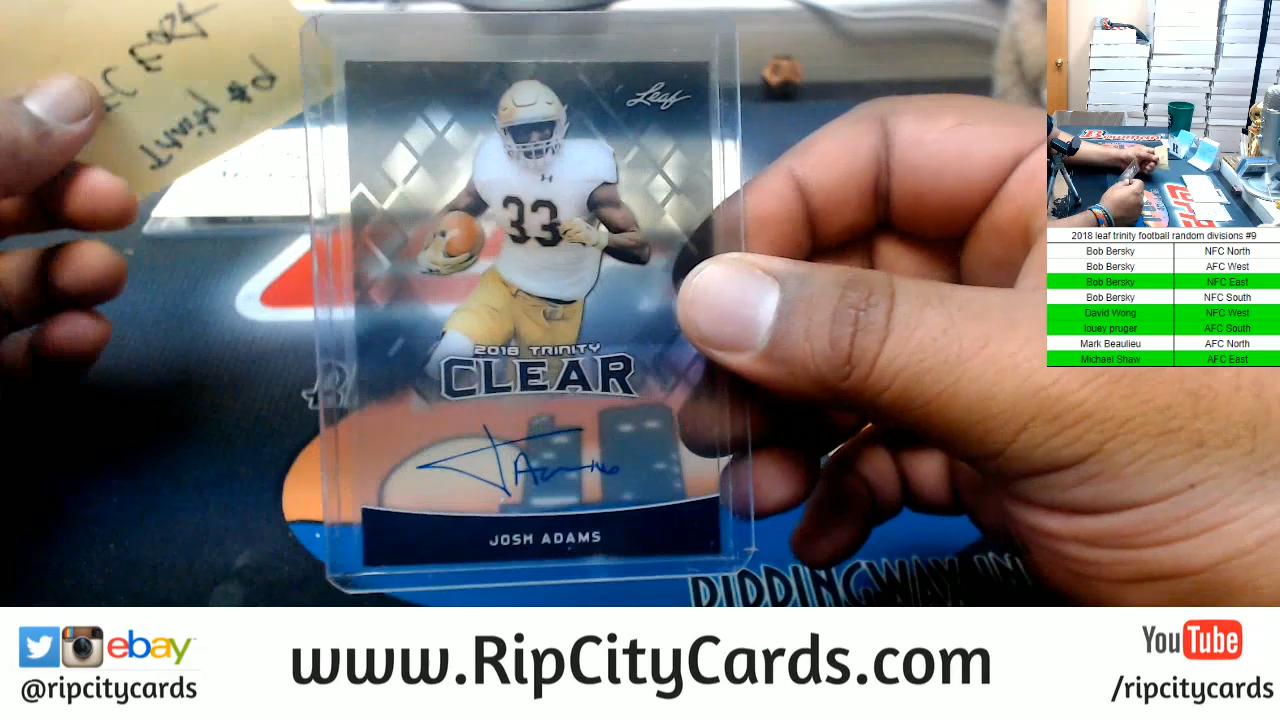 Leaf
33
2018 TRINITY
CLEAR
JOSH ADAMS
2018 leaf trinity football random divisions #9
Bob Bersky NFC North
Bob Bersky AFC West
Bob Bersky NFC East
Bob Bersky NFC South
David Wong NFC West
louey pruger AFC South
Mark Beaulieu AFC North
Michael Shaw AFC East
ebay
@ripcitycards
www.RipCityCards.com
YouTube
/ripcitycards